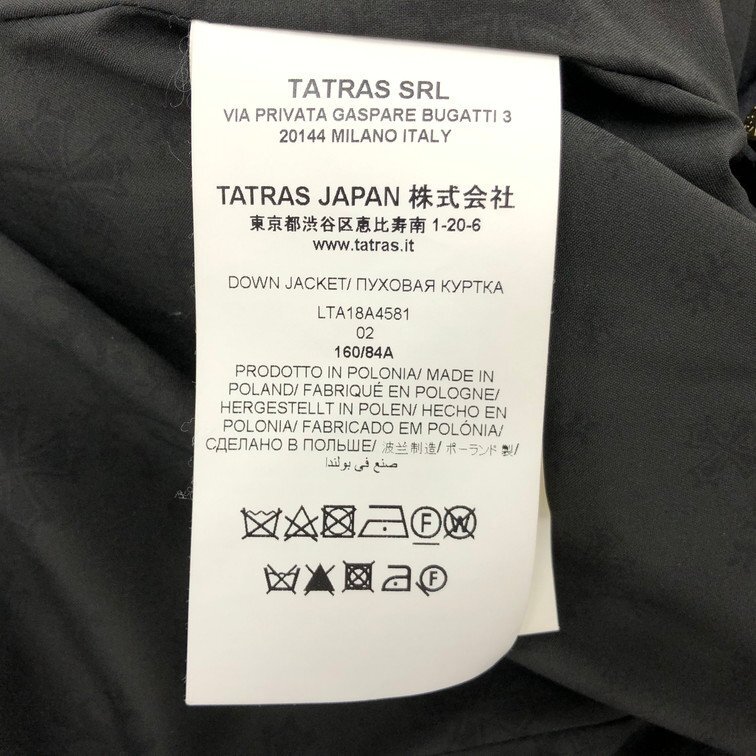 TATRAS SRL
VIA PRIVATA GASPARE BUGATTI 3
20144 MILANO ITALY
TATRAS JAPAN 株式会社
東京都渋谷区恵比寿南 1-20-6
www.tatras.it
DOWN JACKET/ ПУХОВАЯ КУРТКА
LTA18A4581
02
160/84A
PRODOTTO IN POLONIA/ MADE IN
POLAND/ FABRIQUÉ EN POLOGNE/
HERGESTELLT IN POLEN/ HECHO EN
POLONIA/ FABRICADO EM POLÓNIA/
СДЕЛАНО В ПОЛЬШЕ/ 波兰制造/ ポーランド製/
صنع في بولندا
F W
F